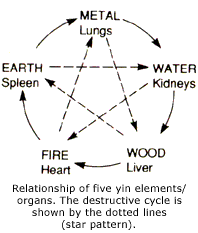 METAL
Lungs
EARTH
Spleen
WATER
Kidneys
FIRE
Heart
WOOD
Liver
Relationship of five yin elements/
organs. The destructive cycle is
shown by the dotted lines
(star pattern).